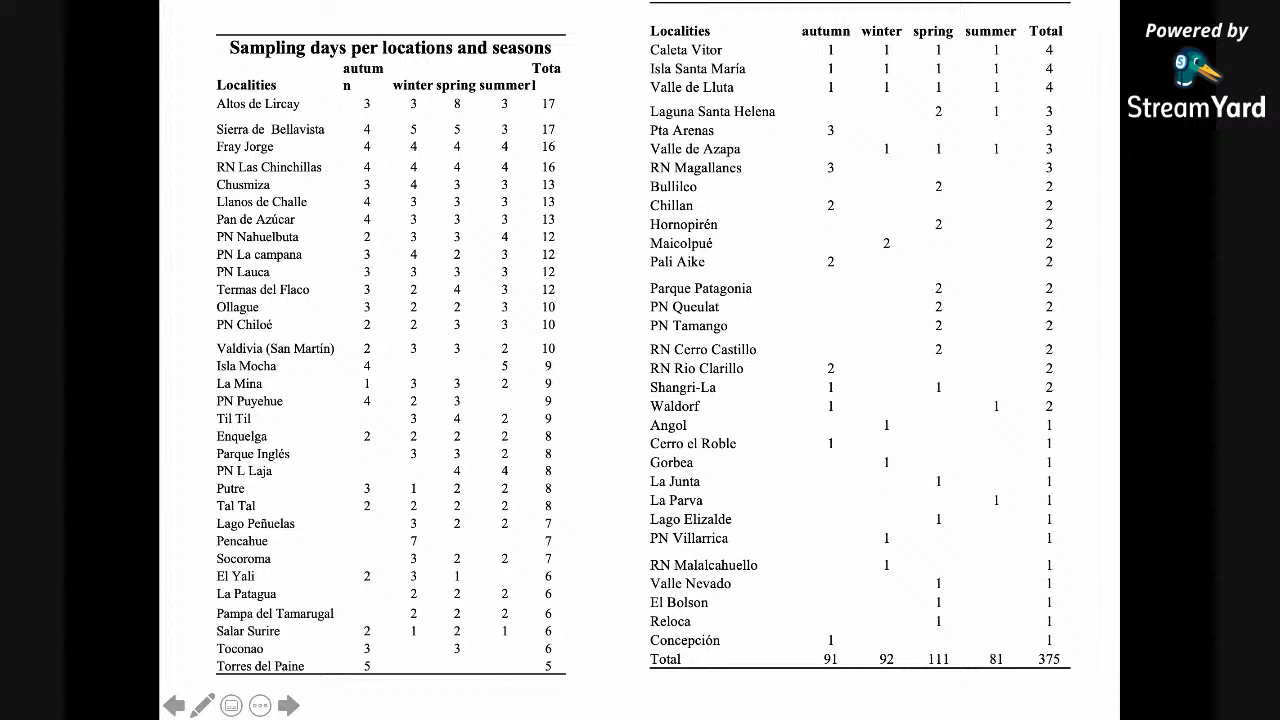 Sampling days per locations and seasons
autum Tota
Localities n winter spring summer l
Altos de Lircay 3 3 8 3 17
Sierra de Bellavista 4 5 5 3 17
Fray Jorge 4 4 4 4 16
RN Las Chinchillas 4 4 4 4 16
Chusmiza 3 4 3 3 13
Llanos de Challe 4 3 3 3 13
Pan de Azúcar 4 3 3 3 13
PN Nahuelbuta 2 3 3 4 12
PN La campana 3 4 2 3 12
PN Lauca 3 3 3 3 12
Termas del Flaco 3 2 4 3 12
Ollague 3 2 2 3 10
PN Chiloé 2 2 3 3 10
Valdivia (San Martín) 2 3 3 2 10
Isla Mocha 4 5 9
La Mina 1 3 3 2 9
PN Puyehue 4 2 3 9
Til Til 3 4 2 9
Enquelga 2 2 2 2 8
Parque Inglés 3 3 2 8
PN L Laja 4 4 8
Putre 3 1 2 2 8
Tal Tal 2 2 2 2 8
Lago Peñuelas 3 2 2 7
Pencahue 7 7
Socoroma 3 2 2 7
El Yali 2 3 1 6
La Patagua 2 2 2 6
Pampa del Tamarugal 2 2 2 6
Salar Surire 2 1 2 1 6
Toconao 3 3 6
Torres del Paine 5 5
Localities autumn winter spring summer Total
Caleta Vitor 1 1 1 1 4
Isla Santa María 1 1 1 1 4
Valle de Lluta 1 1 1 1 4
Laguna Santa Helena 2 1 3
Pta Arenas 3 3
Valle de Azapa 1 1 1 3
RN Magallanes 3 3
Bullileo 2 2
Chillan 2 2
Hornopirén 2 2
Maicolpué 2 2
Pali Aike 2 2
Parque Patagonia 2 2
PN Queulat 2 2
PN Tamango 2 2
RN Cerro Castillo 2 2
RN Rio Clarillo 2 2
Shangri-La 1 1 2
Waldorf 1 1 2
Angol 1 1
Cerro el Roble 1 1
Gorbea 1 1
La Junta 1 1
La Parva 1 1
Lago Elizalde 1 1
PN Villarrica 1 1
RN Malalcahuello 1 1
Valle Nevado 1 1
El Bolson 1 1
Reloca 1 1
Concepción 1 1
Total 91 92 111 81 375
Powered by
StreamYard